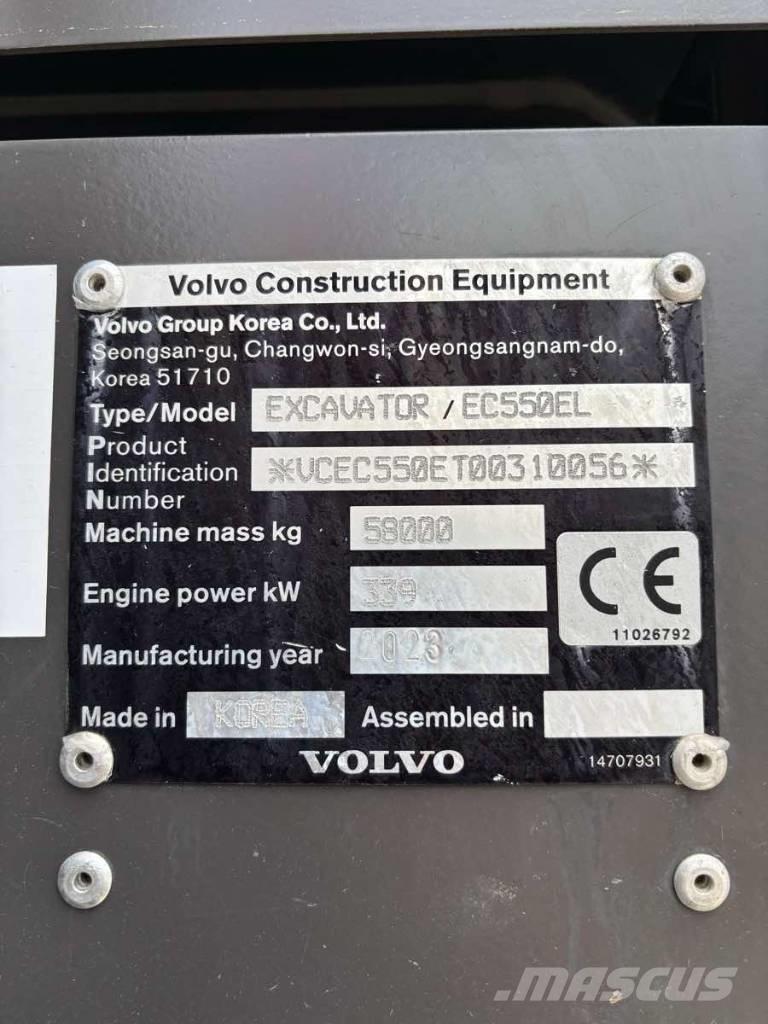 Volvo Construction Equipment
Volvo Group Korea Co., Ltd.
Seongsan-gu, Changwon-si, Gyeongsangnam-do,
Korea 51710
Type/Model EXCAVATOR / EC550EL
Product
Identification *VCEC550ET00310056*
Number
Machine mass kg 58000
Engine power kW 339
CE
11026792
Manufacturing year 2023
Made in KOREA Assembled in
VOLVO 14707931
MASCUS